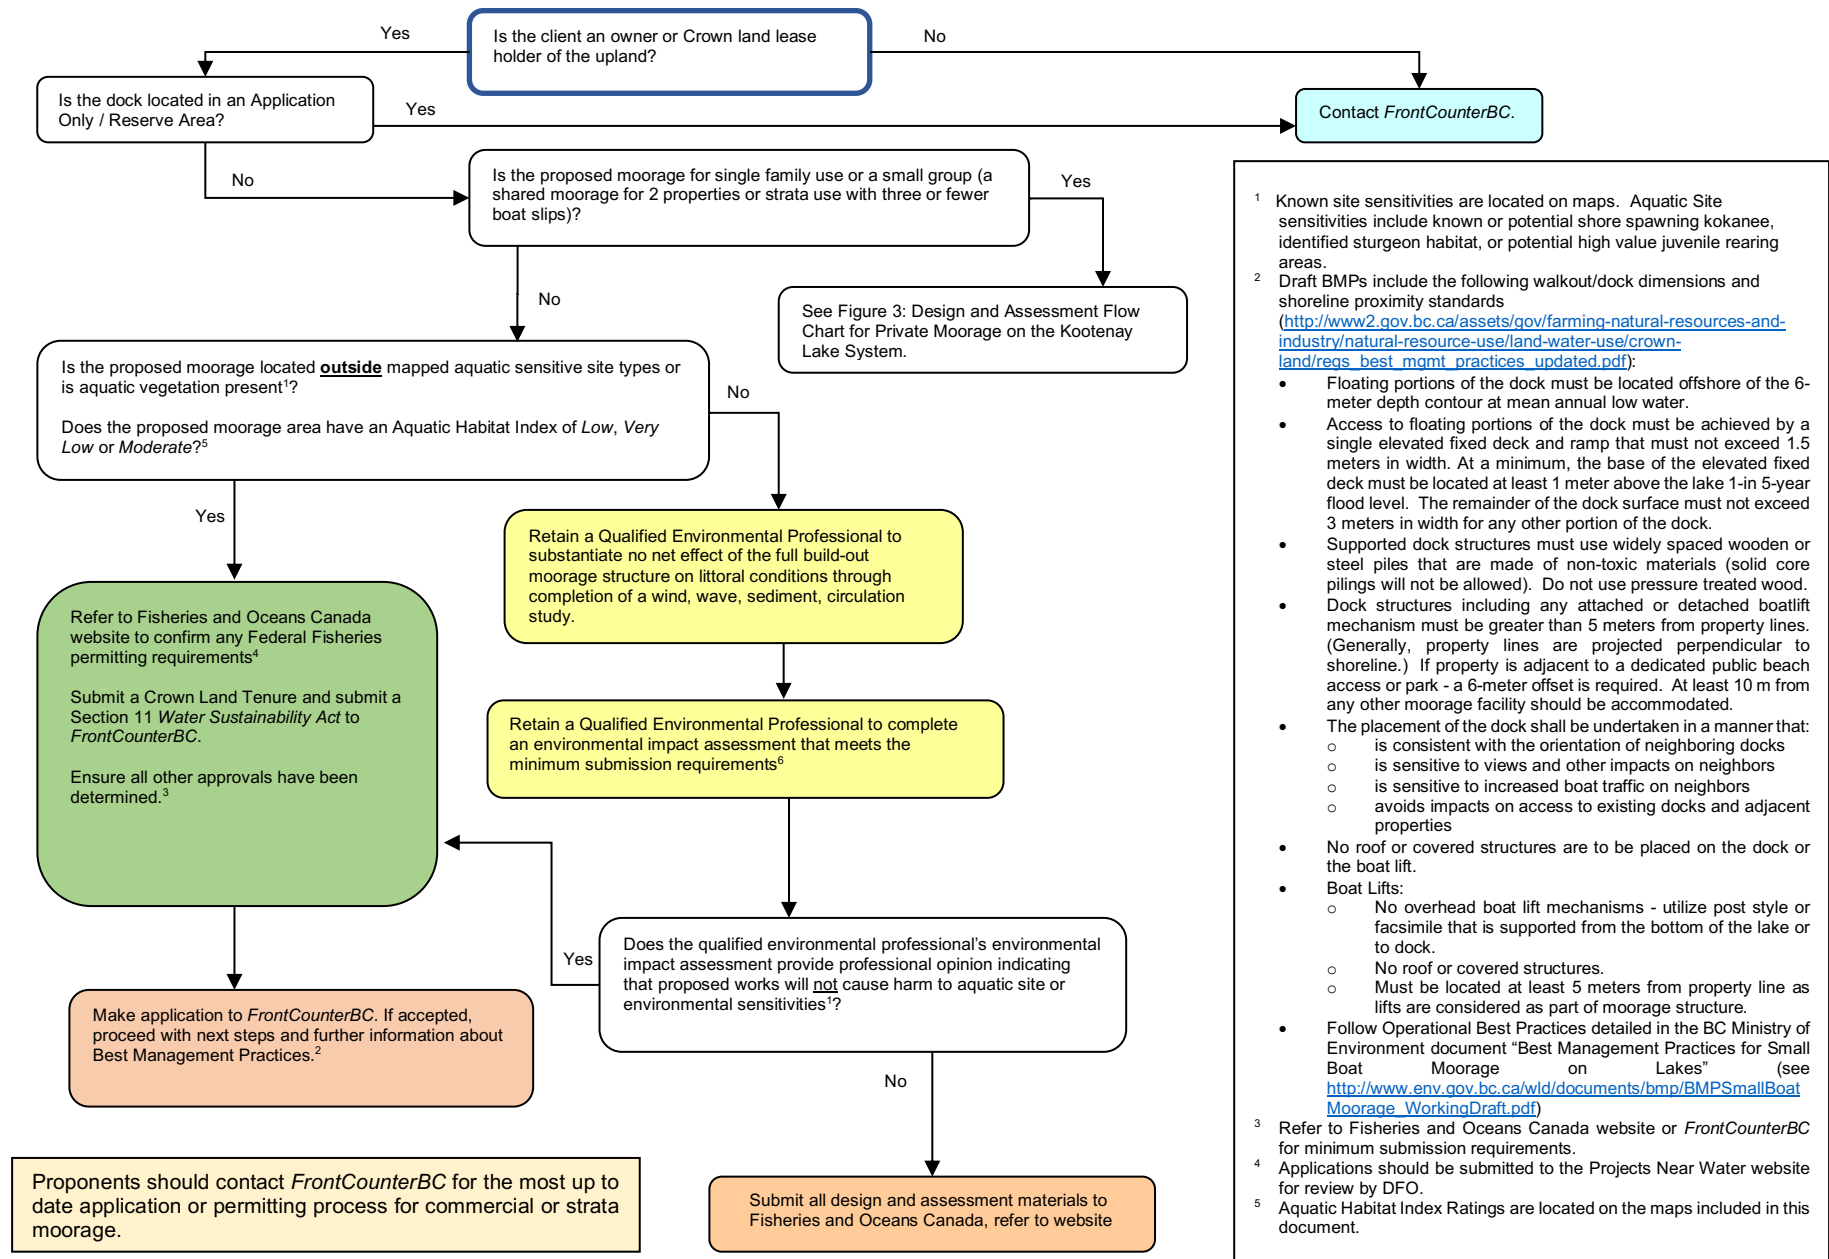 Yes
Is the client an owner or Crown land lease
holder of the upland?
No
Is the dock located in an Application
Only / Reserve Area?
Yes
Contact FrontCounterBC.
No
Is the proposed moorage for single family use or a small group (a
shared moorage for 2 properties or strata use with three or fewer
boat slips)?
Yes
No
See Figure 3: Design and Assessment Flow
Chart for Private Moorage on the Kootenay
Lake System.
Is the proposed moorage located outside mapped aquatic sensitive site types or
is aquatic vegetation present1?
Does the proposed moorage area have an Aquatic Habitat Index of Low, Very
Low or Moderate?5
No
Yes
Retain a Qualified Environmental Professional to
substantiate no net effect of the full build-out
moorage structure on littoral conditions through
completion of a wind, wave, sediment, circulation
study.
Refer to Fisheries and Oceans Canada
website to confirm any Federal Fisheries
permitting requirements4
Submit a Crown Land Tenure and submit a
Section 11 Water Sustainability Act to
FrontCounterBC.
Ensure all other approvals have been
determined.3
Retain a Qualified Environmental Professional to complete
an environmental impact assessment that meets the
minimum submission requirements6
Yes
Does the qualified environmental professional's environmental
impact assessment provide professional opinion indicating
that proposed works will not cause harm to aquatic site or
environmental sensitivities1?
Make application to FrontCounterBC. If accepted,
proceed with next steps and further information about
Best Management Practices.2
No
Proponents should contact FrontCounterBC for the most up to
date application or permitting process for commercial or strata
moorage.
Submit all design and assessment materials to
Fisheries and Oceans Canada, refer to website
1 Known site sensitivities are located on maps. Aquatic Site
sensitivities include known or potential shore spawning kokanee,
identified sturgeon habitat, or potential high value juvenile rearing
areas.
2 Draft BMPs include the following walkout/dock dimensions and
shoreline proximity standards
(http://www2.gov.bc.ca/assets/gov/farming-natural-resources-and-
industry/natural-resource-use/land-water-use/crown-
land/regs_best_mgmt_practices_updated.pdf):
• Floating portions of the dock must be located offshore of the 6-
meter depth contour at mean annual low water.
• Access to floating portions of the dock must be achieved by a
single elevated fixed deck and ramp that must not exceed 1.5
meters in width. At a minimum, the base of the elevated fixed
deck must be located at least 1 meter above the lake 1-in 5-year
flood level. The remainder of the dock surface must not exceed
3 meters in width for any other portion of the dock.
• Supported dock structures must use widely spaced wooden or
steel piles that are made of non-toxic materials (solid core
pilings will not be allowed). Do not use pressure treated wood.
• Dock structures including any attached or detached boatlift
mechanism must be greater than 5 meters from property lines.
(Generally, property lines are projected perpendicular to
shoreline.) If property is adjacent to a dedicated public beach
access or park - a 6-meter offset is required. At least 10 m from
any other moorage facility should be accommodated.
• The placement of the dock shall be undertaken in a manner that:
o is consistent with the orientation of neighboring docks
o is sensitive to views and other impacts on neighbors
o is sensitive to increased boat traffic on neighbors
o avoids impacts on access to existing docks and adjacent
properties
• No roof or covered structures are to be placed on the dock or
the boat lift.
• Boat Lifts:
o No overhead boat lift mechanisms - utilize post style or
facsimile that is supported from the bottom of the lake or
to dock.
o No roof or covered structures.
o Must be located at least 5 meters from property line as
lifts are considered as part of moorage structure.
• Follow Operational Best Practices detailed in the BC Ministry of
Environment document “Best Management Practices for Small
Boat Moorage on Lakes” (see
http://www.env.gov.bc.ca/wld/documents/bmp/BMPSmallBoat
Moorage_WorkingDraft.pdf)
3 Refer to Fisheries and Oceans Canada website or FrontCounterBC
for minimum submission requirements.
4 Applications should be submitted to the Projects Near Water website
for review by DFO.
5 Aquatic Habitat Index Ratings are located on the maps included in this
document.